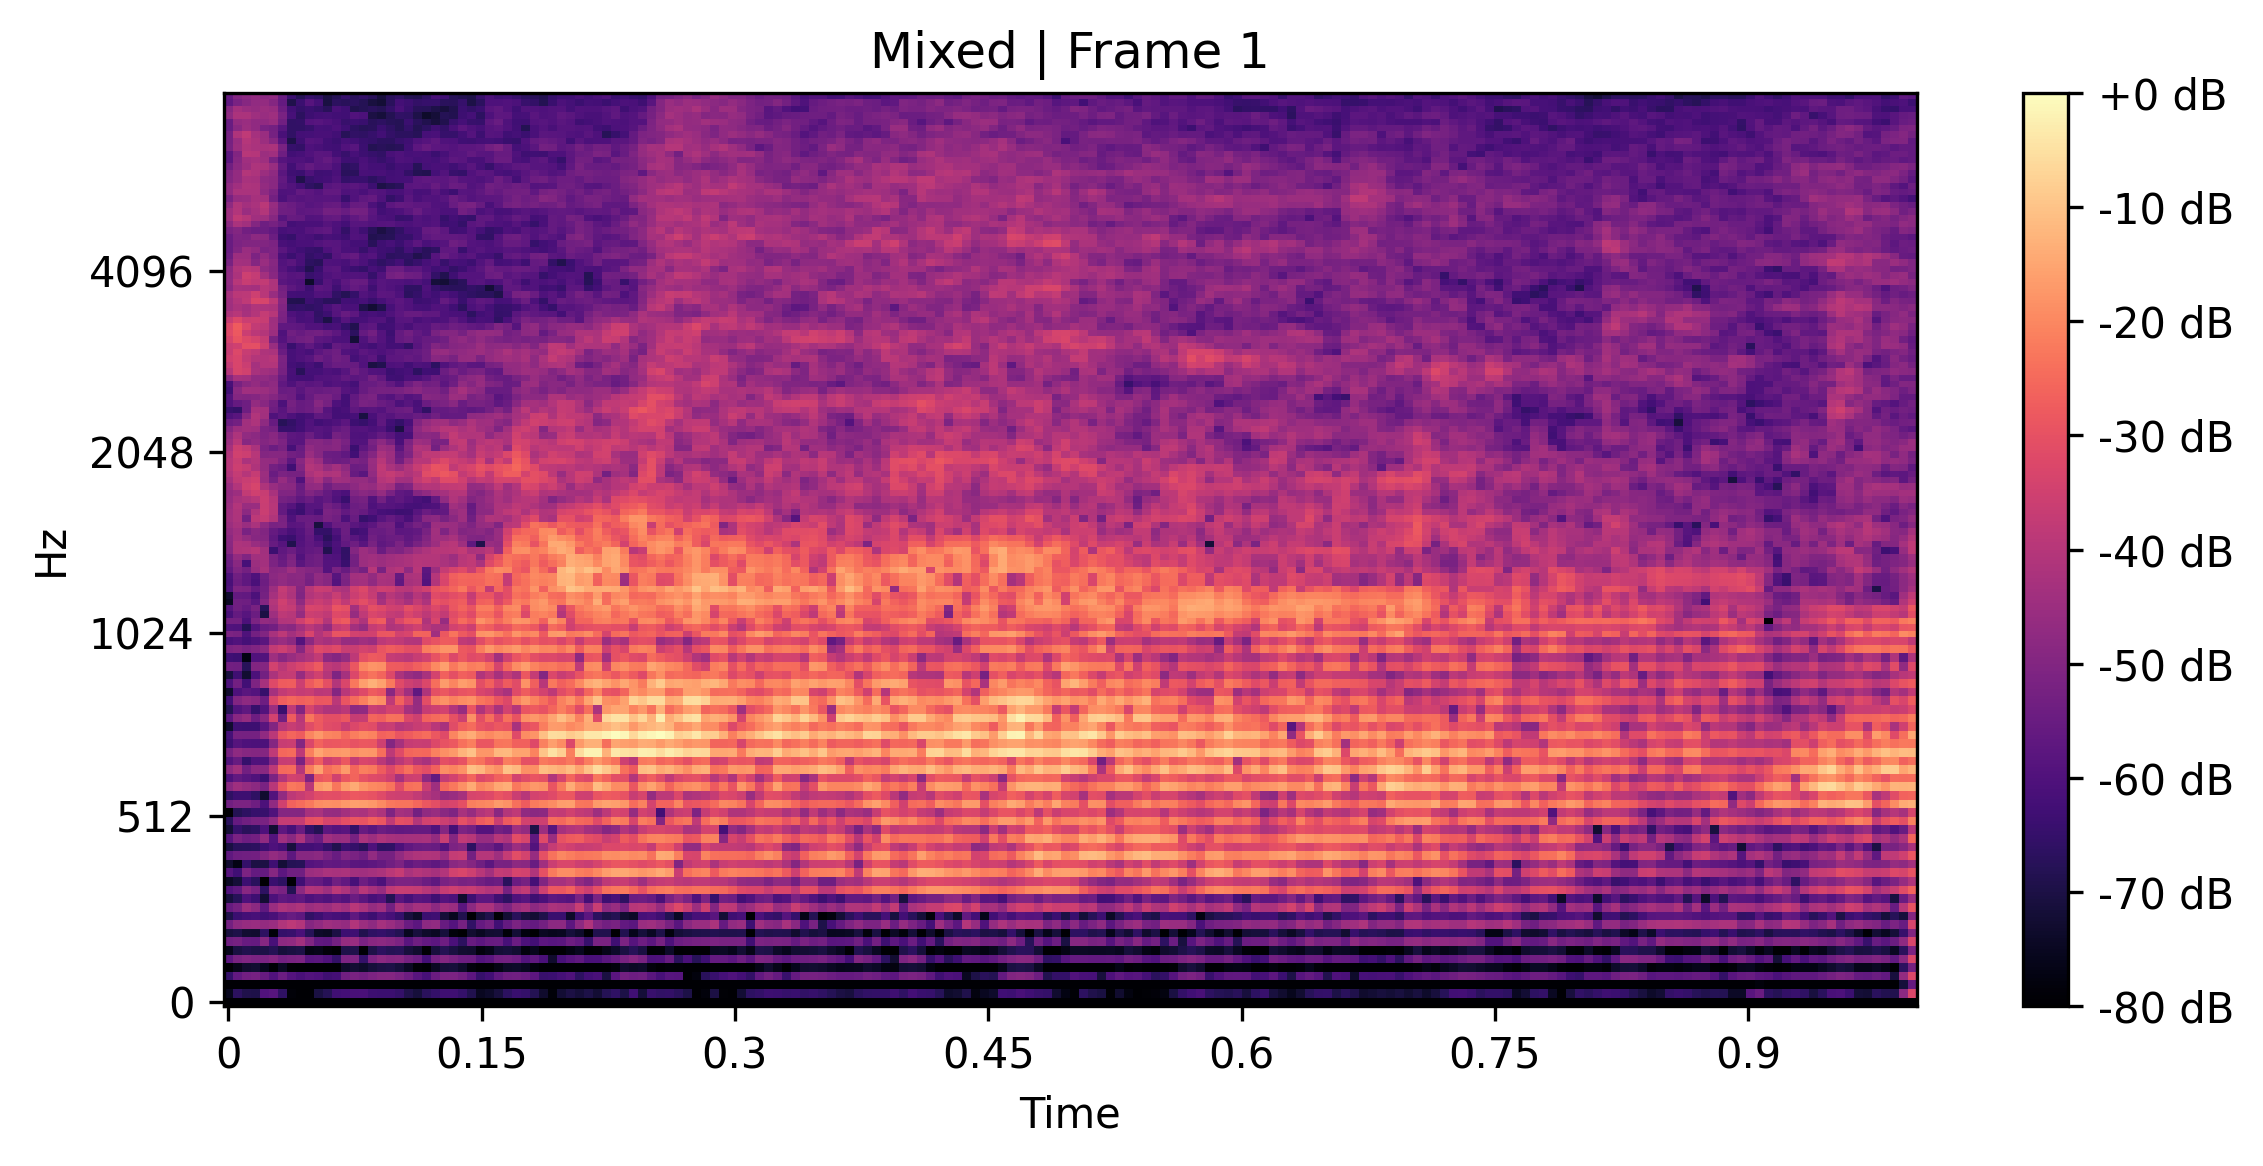 Mixed | Frame 1
+0 dB
-10 dB
-20 dB
-30 dB
-40 dB
-50 dB
-60 dB
-70 dB
-80 dB
Hz
4096
2048
1024
512
0
0 0.15 0.3 0.45 0.6 0.75 0.9
Time